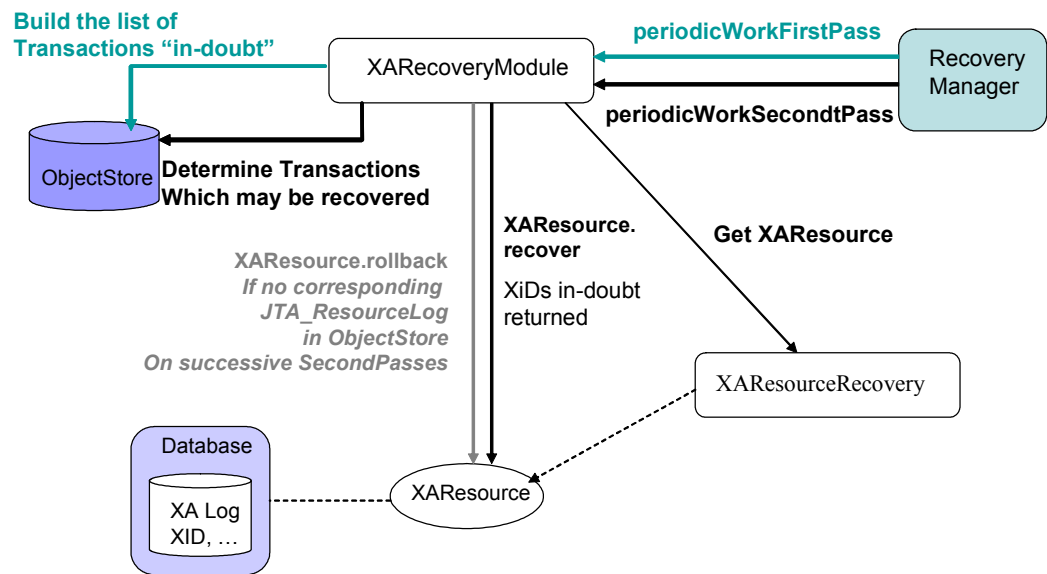 Build the list of
Transactions “in-doubt”
periodicWorkFirstPass
XARecoveryModule
Recovery
Manager
periodicWorkSecondtPass
ObjectStore
Determine Transactions
Which may be recovered
XAResource.
recover
Get XAResource
XAResource.rollback
If no corresponding
JTA_ResourceLog
in ObjectStore
On successive SecondPasses
XiDs in-doubt
returned
XAResourceRecovery
Database
XA Log
XID, …
XAResource